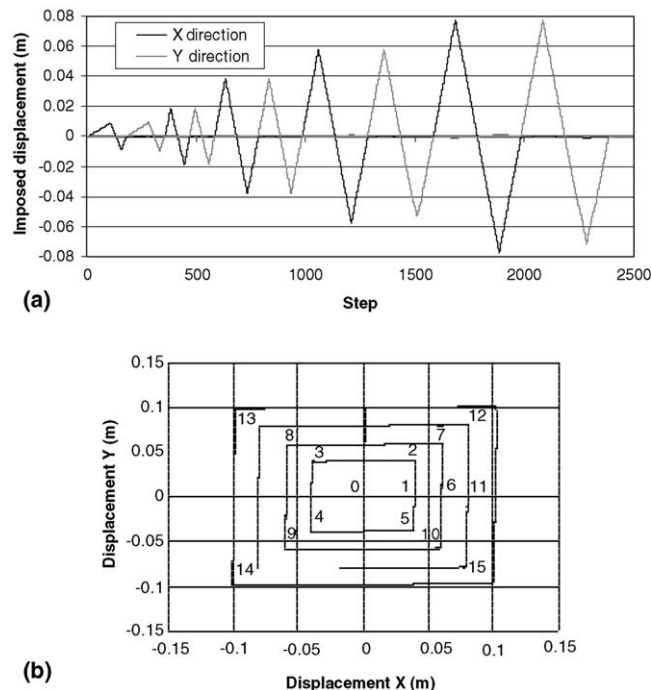 Imposed displacement (m)
0.08
0.06
0.04
0.02
0
-0.02
-0.04
-0.06
-0.08
X direction
Y direction
0 500 1000 1500 2000 2500
Step
(a)
Displacement Y (m)
0.15
0.1
0.05
0
-0.05
-0.1
-0.15
13 12
8 7
3 2
0 1 6 11
4 5
9 10
14 15
-0.15 -0.1 -0.05 0 0.05 0.1 0.15
Displacement X (m)
(b)